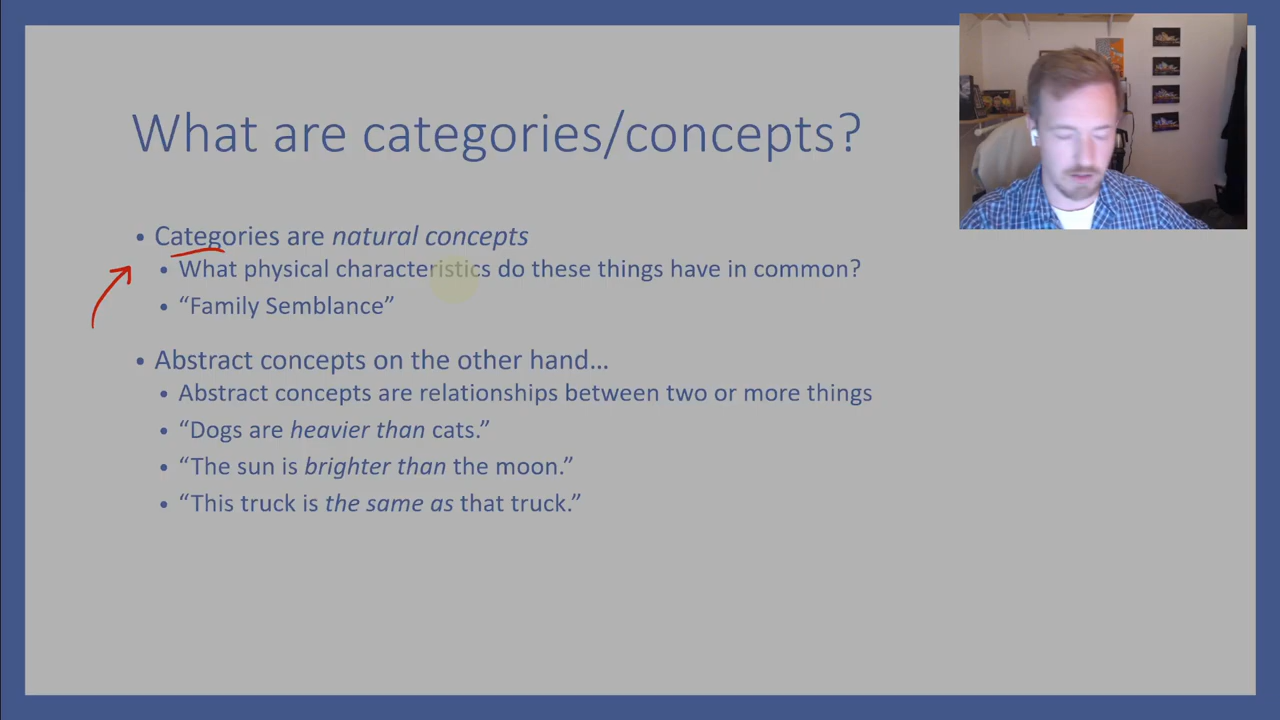 What are categories/concepts?
• Categories are natural concepts
• What physical characteristics do these things have in common?
• “Family Semblance”
• Abstract concepts on the other hand…
• Abstract concepts are relationships between two or more things
• “Dogs are heavier than cats.”
• “The sun is brighter than the moon.”
• “This truck is the same as that truck.”